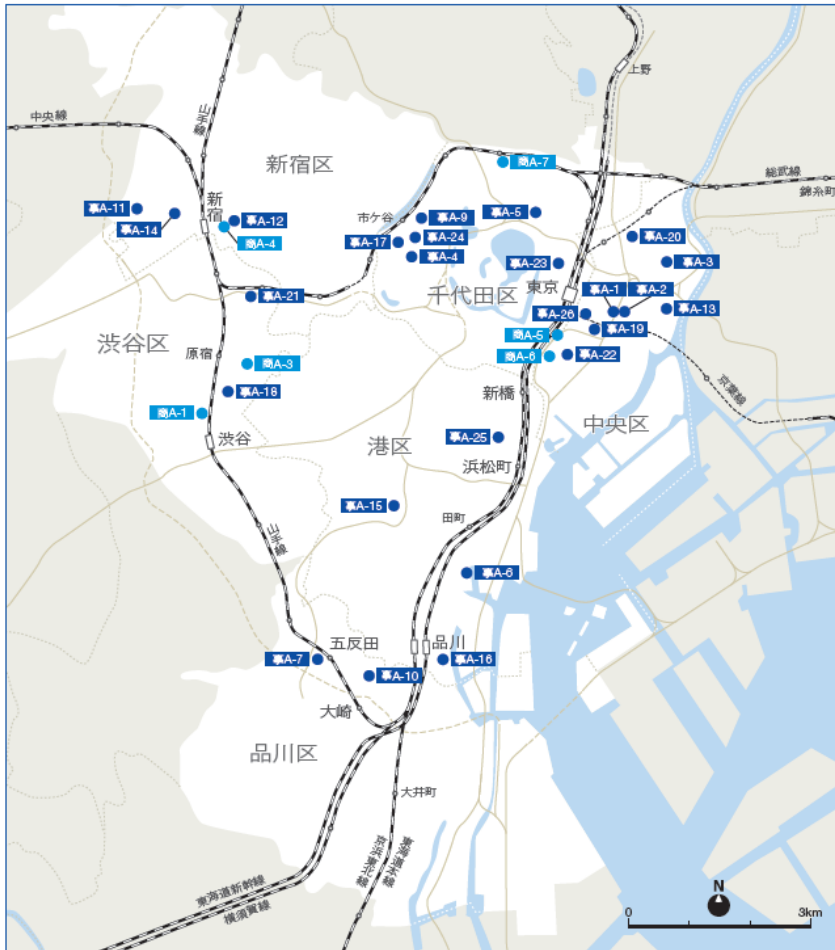 上野
中央線
山手線
新宿区
商A-7
総武線
錦糸町
事A-11
事A-14
新宿
事A-12
商A-4
市ケ谷
事A-9
事A-5
事A-17
事A-24
事A-4
事A-20
事A-3
事A-23
千代田区
東京
事A-1
事A-2
事A-21
事A-26
事A-13
事A-19
渋谷区
原宿
商A-5
商A-3
商A-6
事A-22
京葉線
事A-18
新橋
商A-1
渋谷
中央区
港区
事A-25
浜松町
事A-15
田町
山手線
事A-6
五反田
品川
事A-7
事A-16
事A-10
大崎
品川区
大井町
東海道本線
京浜東北線
東海道新幹線
横須賀線
N
0
3km